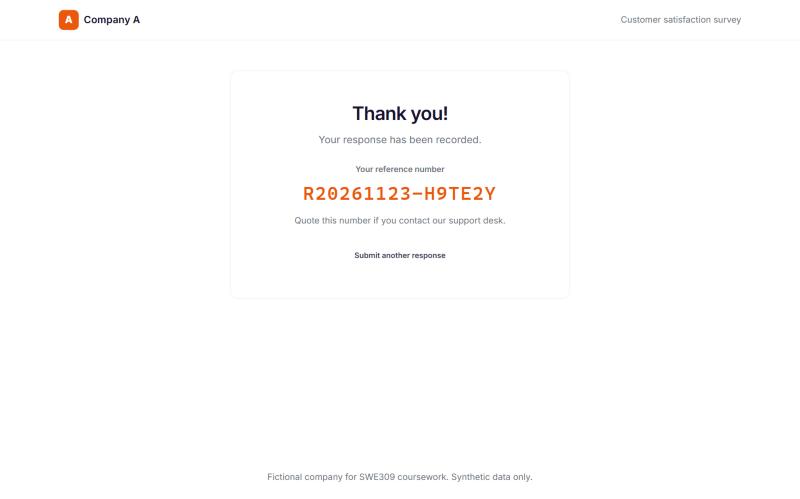 A Company A
Customer satisfaction survey
Thank you!
Your response has been recorded.
Your reference number
R20261123-H9TE2Y
Quote this number if you contact our support desk.
Submit another response
Fictional company for SWE309 coursework. Synthetic data only.